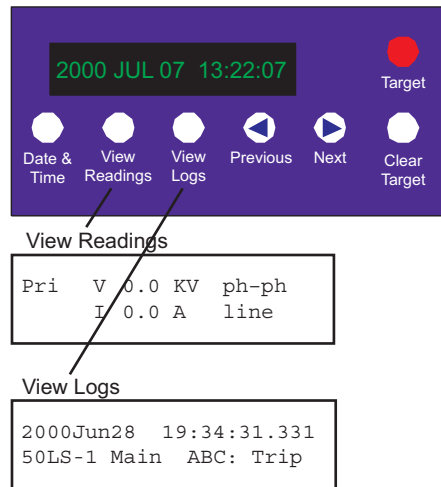 2000 JUL 07 13:22:07
Target
Date & Time
View Readings
View Logs
Previous
Next
Clear Target
View Readings
Pri V 0.0 KV ph-ph
I 0.0 A line
View Logs
2000Jun28 19:34:31.331
50LS-1 Main ABC: Trip